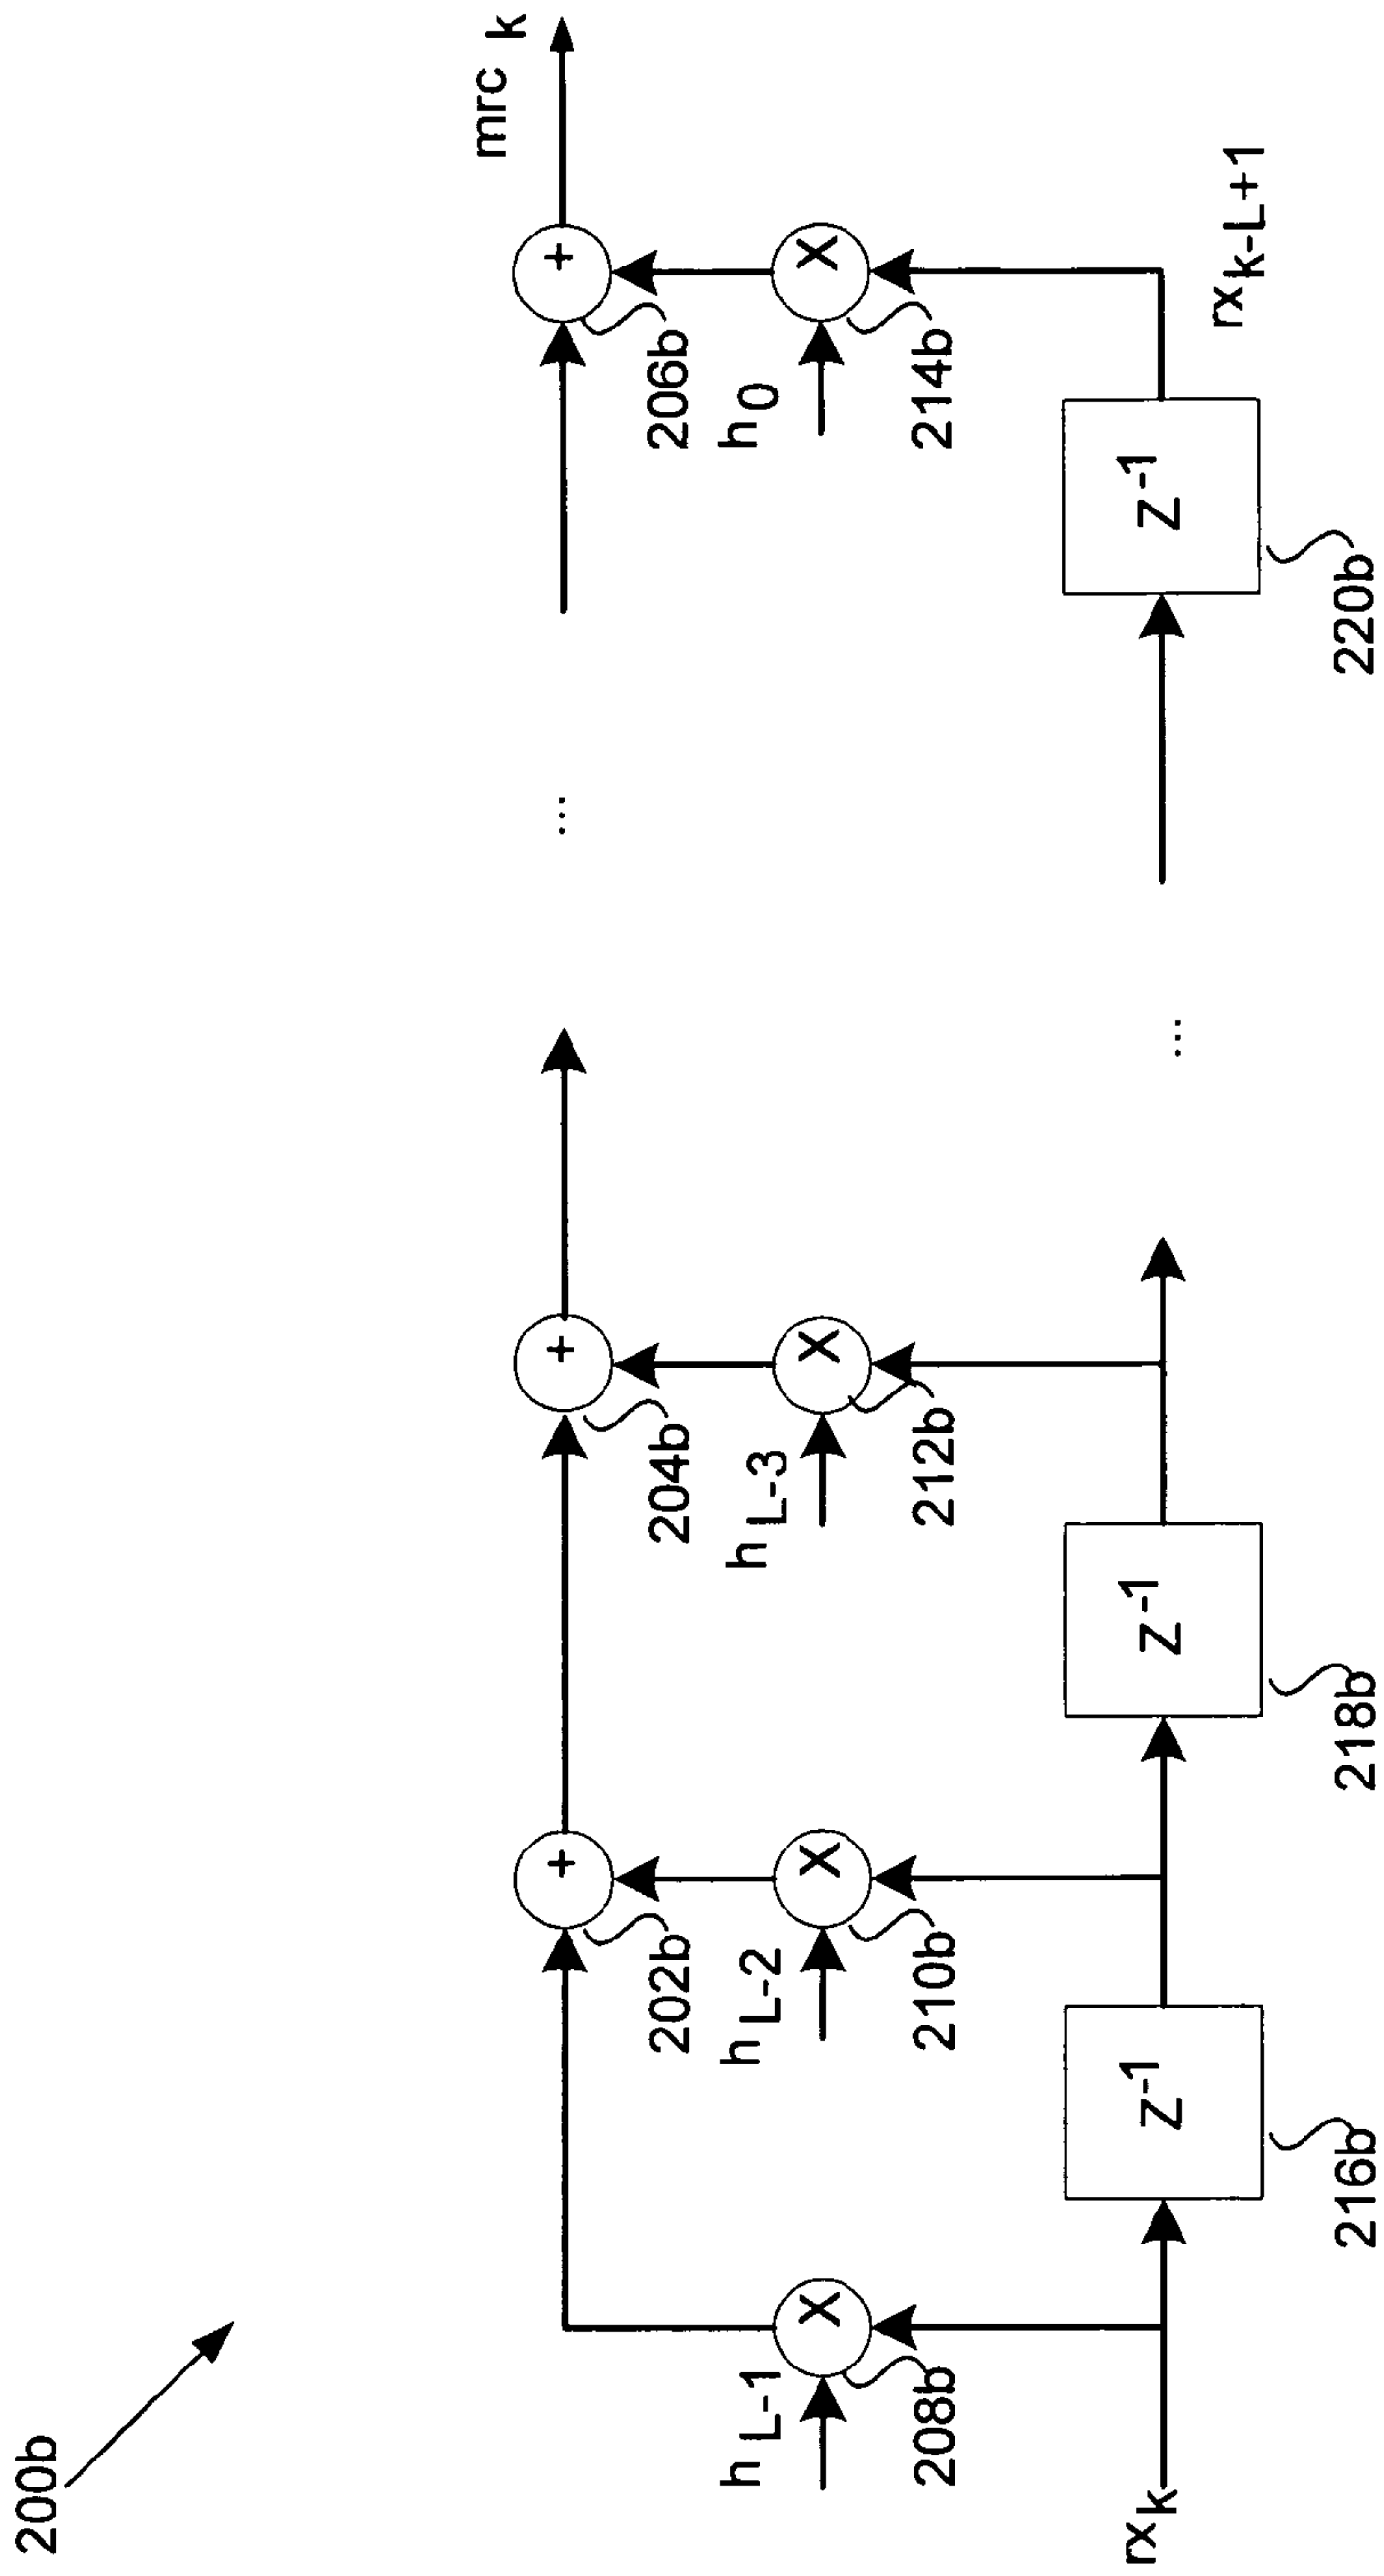 200b
mrc k
+
+
+
202b
204b
206b
h L-1
X
h L-2
X
h L-3
X
h0
X
208b
210b
212b
214b
...
...
rxk
Z-1
Z-1
Z-1
rxk-L+1
216b
218b
220b